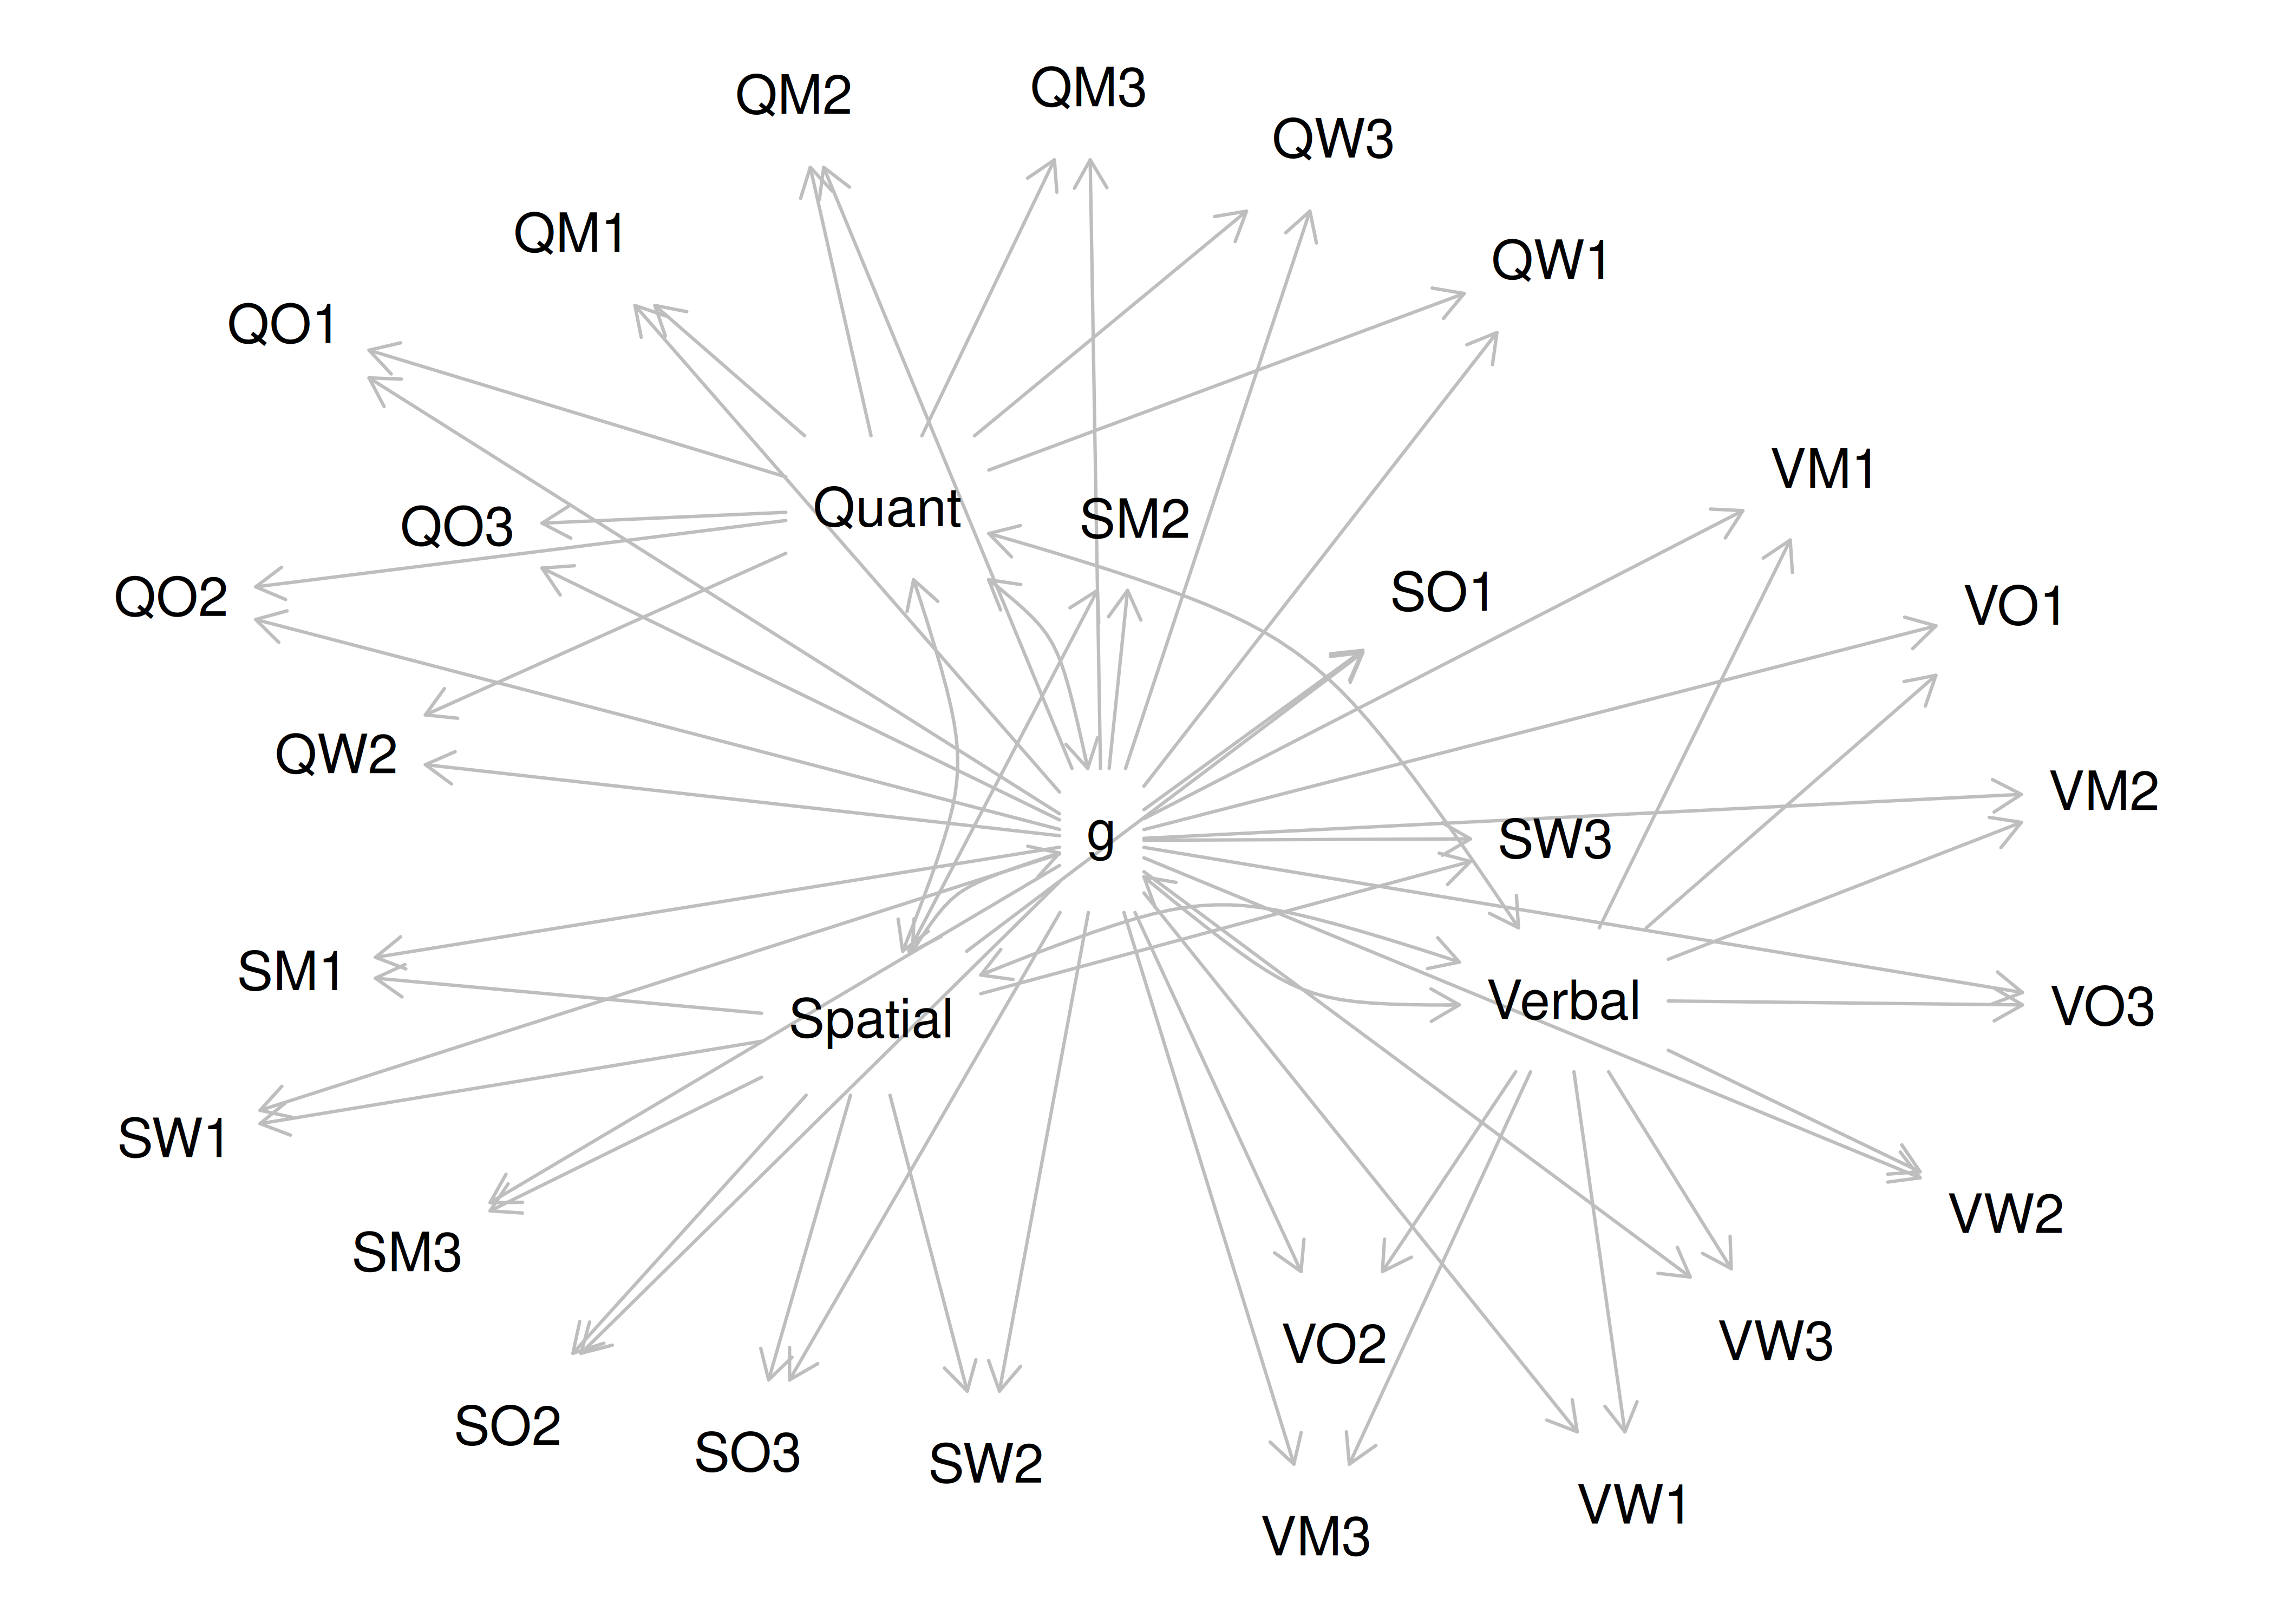 QM3
QM2
QW3
QM1
QW1
QO1
VM1
Quant
SM2
QO3
SO1
QO2
VO1
QW2
VM2
g
SW3
SM1
Verbal
VO3
Spatial
SW1
VW2
SM3
VO2
VW3
SO2
SO3
SW2
VW1
VM3